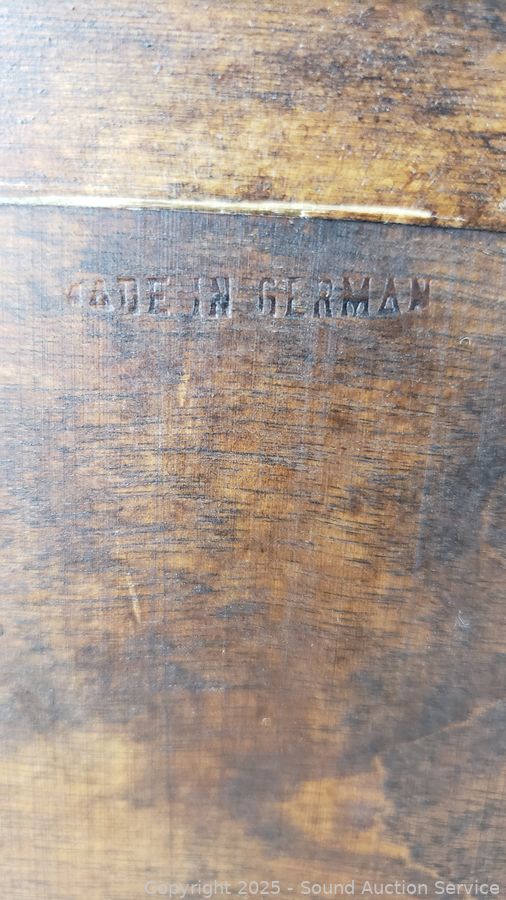 MADE IN GERMAN
Copyright 2025 - Sound Auction Service